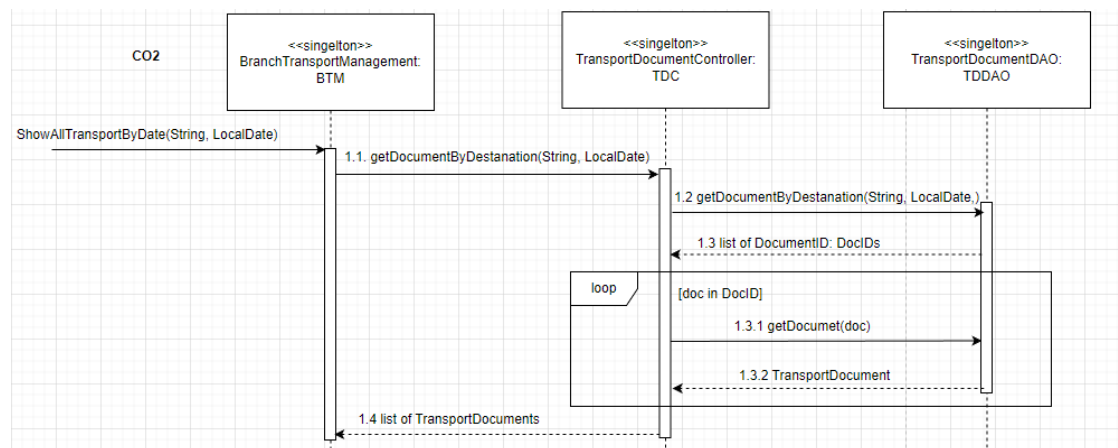 CO2
<<singelton>>
BranchTransportManagement:
BTM
<<singelton>>
TransportDocumentController:
TDC
<<singelton>>
TransportDocumentDAO:
TDDAO
ShowAllTransportByDate(String, LocalDate)
1.1. getDocumentByDestanation(String, LocalDate)
1.2 getDocumentByDestanation(String, LocalDate,)
1.3 list of DocumentID: DocIDs
loop
[doc in DocID]
1.3.1 getDocumet(doc)
1.3.2 TransportDocument
1.4 list of TransportDocuments